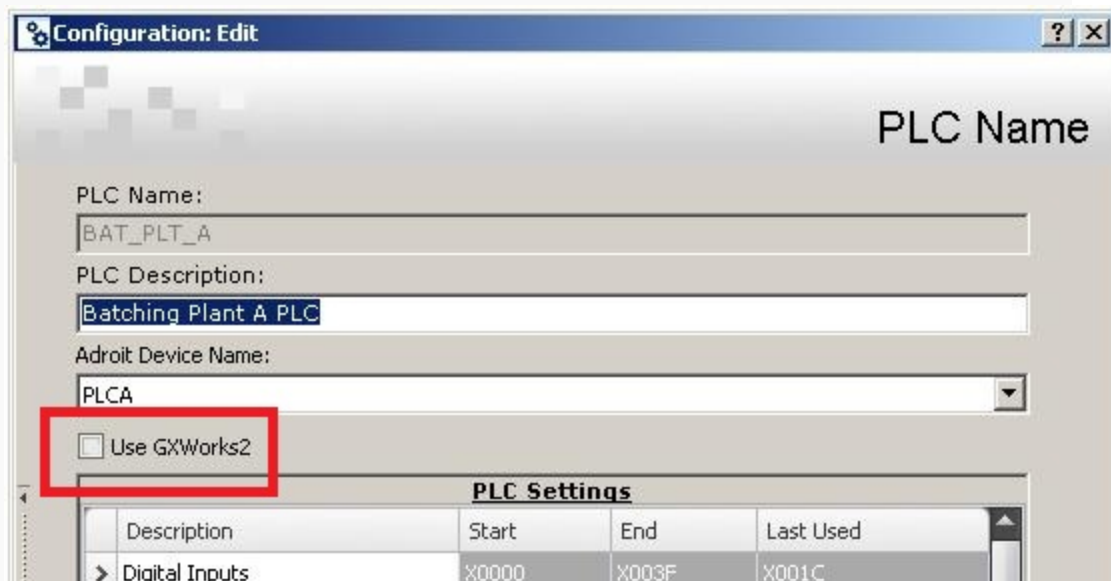 Configuration: Edit
PLC Name
PLC Name:
BAT_PLT_A
PLC Description:
Batching Plant A PLC
Adroit Device Name:
PLCA
Use GXWorks2
PLC Settings
Description Start End Last Used
Digital Inputs X0000 X003F X001C